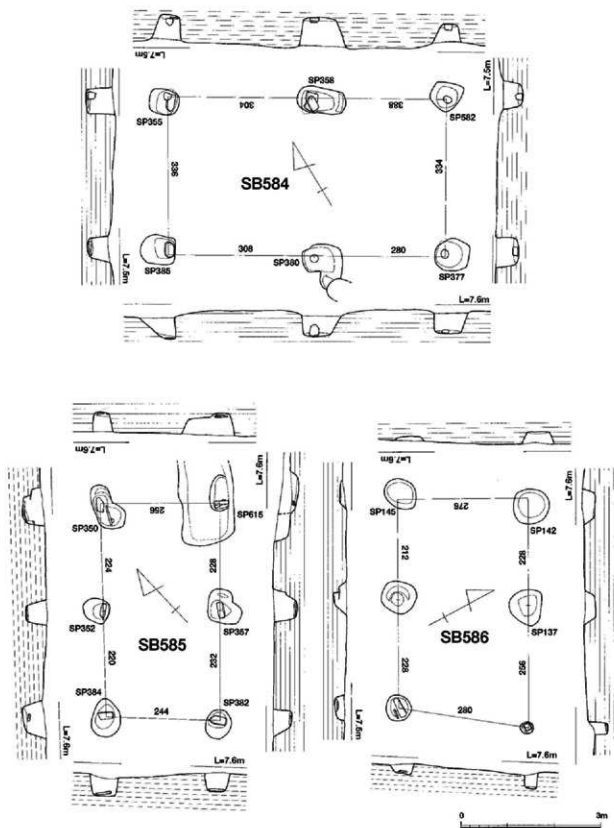 L=7.5m
L=7.5m
SP358
304
388
SP355
SP582
336
334
SB584
308
280
SP385
SP380
SP377
L=7.5m
L=7.6m
L=7.6m
L=7.6m
L=7.6m
L=7.6m
256
276
SP350
SP615
SP145
SP142
224
228
212
228
SP352
SP357
SP137
SB585
SB586
220
232
228
256
SP384
SP382
244
280
L=7.6m
L=7.6m
L=7.6m
0
3m